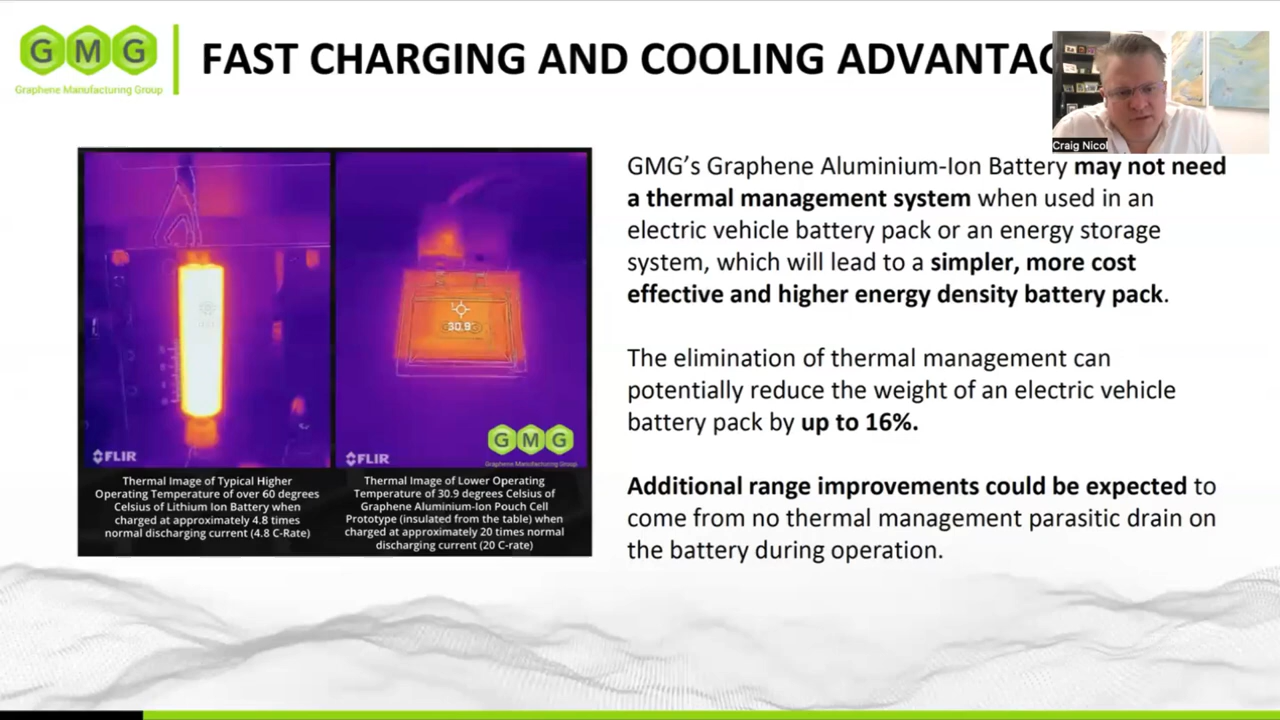 GMG
Graphene Manufacturing Group
FAST CHARGING AND COOLING ADVANTAG
Craig Nicol
GMG's Graphene Aluminium-Ion Battery may not need
a thermal management system when used in an
electric vehicle battery pack or an energy storage
system, which will lead to a simpler, more cost
effective and higher energy density battery pack.
The elimination of thermal management can
potentially reduce the weight of an electric vehicle
battery pack by up to 16%.
Additional range improvements could be expected to
come from no thermal management parasitic drain on
the battery during operation.
30.9
FLIR
FLIR
GMG
Graphene Manufacturing Group
Thermal Image of Typical Higher
Operating Temperature of over 60 degrees
Celsius of Lithium Ion Battery when
charged at approximately 4.8 times
normal discharging current (4.8 C-Rate)
Thermal Image of Lower Operating
Temperature of 30.9 degrees Celsius of
Graphene Aluminium-Ion Pouch Cell
Prototype (insulated from the table) when
charged at approximately 20 times normal
discharging current (20 C-rate)